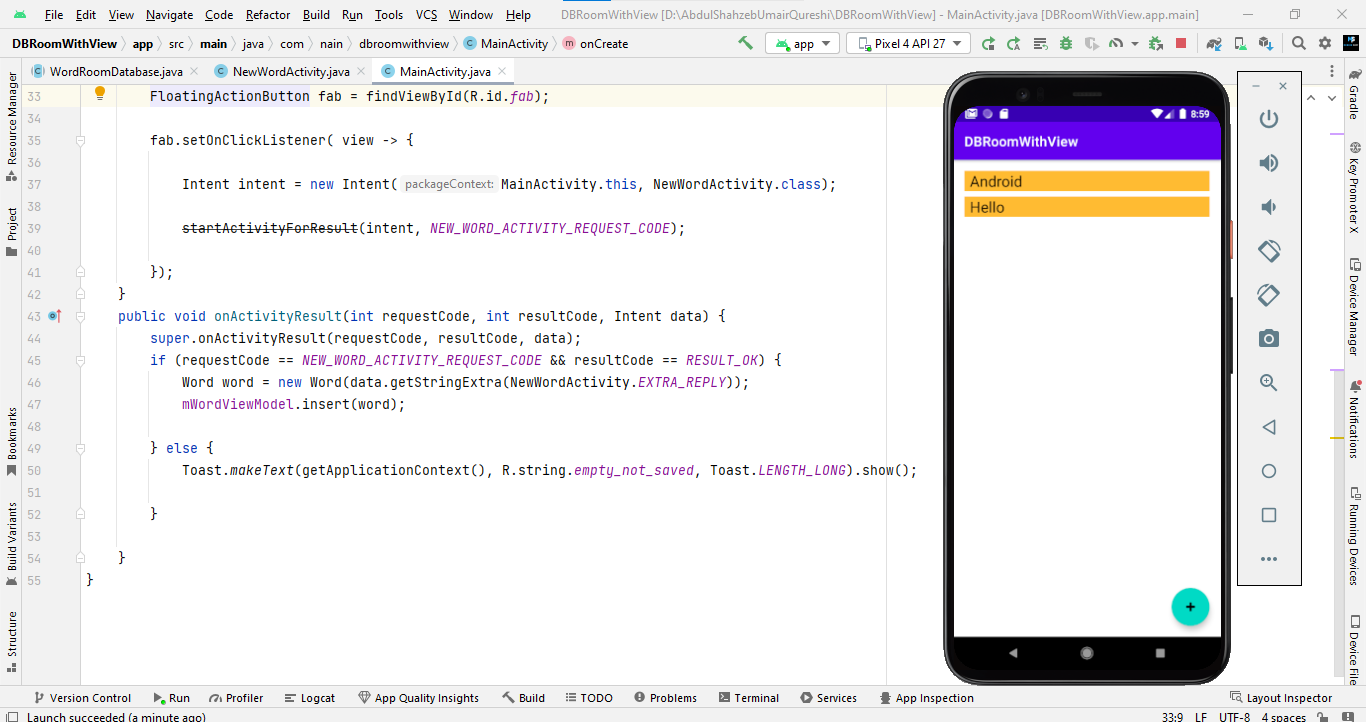 File Edit View Navigate Code Refactor Build Run Tools VCS Window Help DBRoomWithView [D:\AbdulShahzebUmairQureshi\DBRoomWithView] - MainActivity.java [DBRoomWithView.app.main]
DBRoomWithView app src main java com nain dbroomwithview MainActivity onCreate app Pixel 4 API 27
WordRoomDatabase.java NewWordActivity.java MainActivity.java
33 FloatingActionButton fab = findViewById(R.id.fab);
34
35 fab.setOnClickListener( view -> {
36
37 Intent intent = new Intent( packageContext: MainActivity.this, NewWordActivity.class);
38
39 startActivityForResult(intent, NEW_WORD_ACTIVITY_REQUEST_CODE);
40
41 });
42 }
43 public void onActivityResult(int requestCode, int resultCode, Intent data) {
44 super.onActivityResult(requestCode, resultCode, data);
45 if (requestCode == NEW_WORD_ACTIVITY_REQUEST_CODE && resultCode == RESULT_OK) {
46 Word word = new Word(data.getStringExtra(NewWordActivity.EXTRA_REPLY));
47 mWordViewModel.insert(word);
48
49 } else {
50 Toast.makeText(getApplicationContext(), R.string.empty_not_saved, Toast.LENGTH_LONG).show();
51
52 }
53
54 }
55 }
8:59
DBRoomWithView
Android
Hello
+
Resource Manager
Project
Bookmarks
Build Variants
Structure
Gradle
Key Promoter X
Device Manager
Notifications
Running Devices
Device File
Version Control Run Profiler Logcat App Quality Insights Build TODO Problems Terminal Services App Inspection Layout Inspector
Launch succeeded (a minute ago) 33:9 LF UTF-8 4 spaces